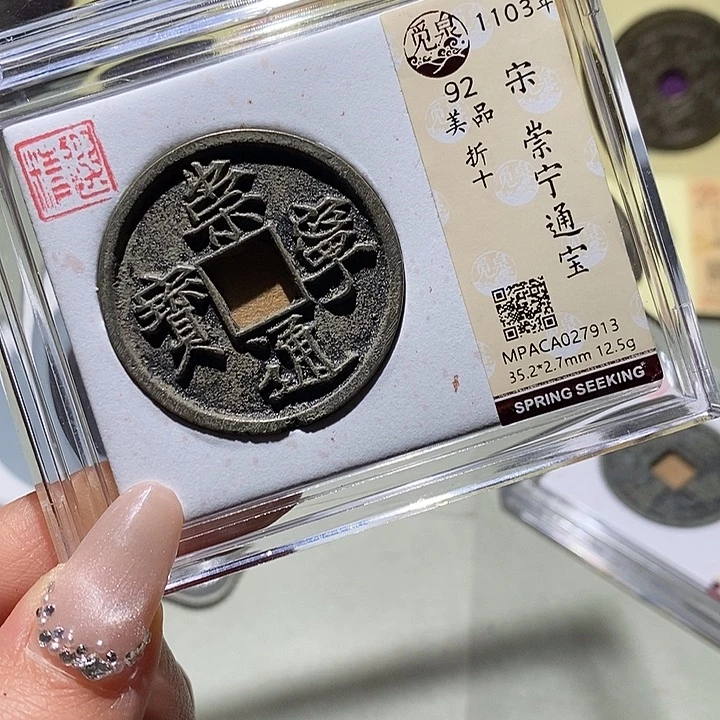 崇
寧
通
寳
觅泉
1103年
宋 崇宁通宝
92
美品
折十
MPACA027913
35.2*2.7mm 12.5g
SPRING SEEKING